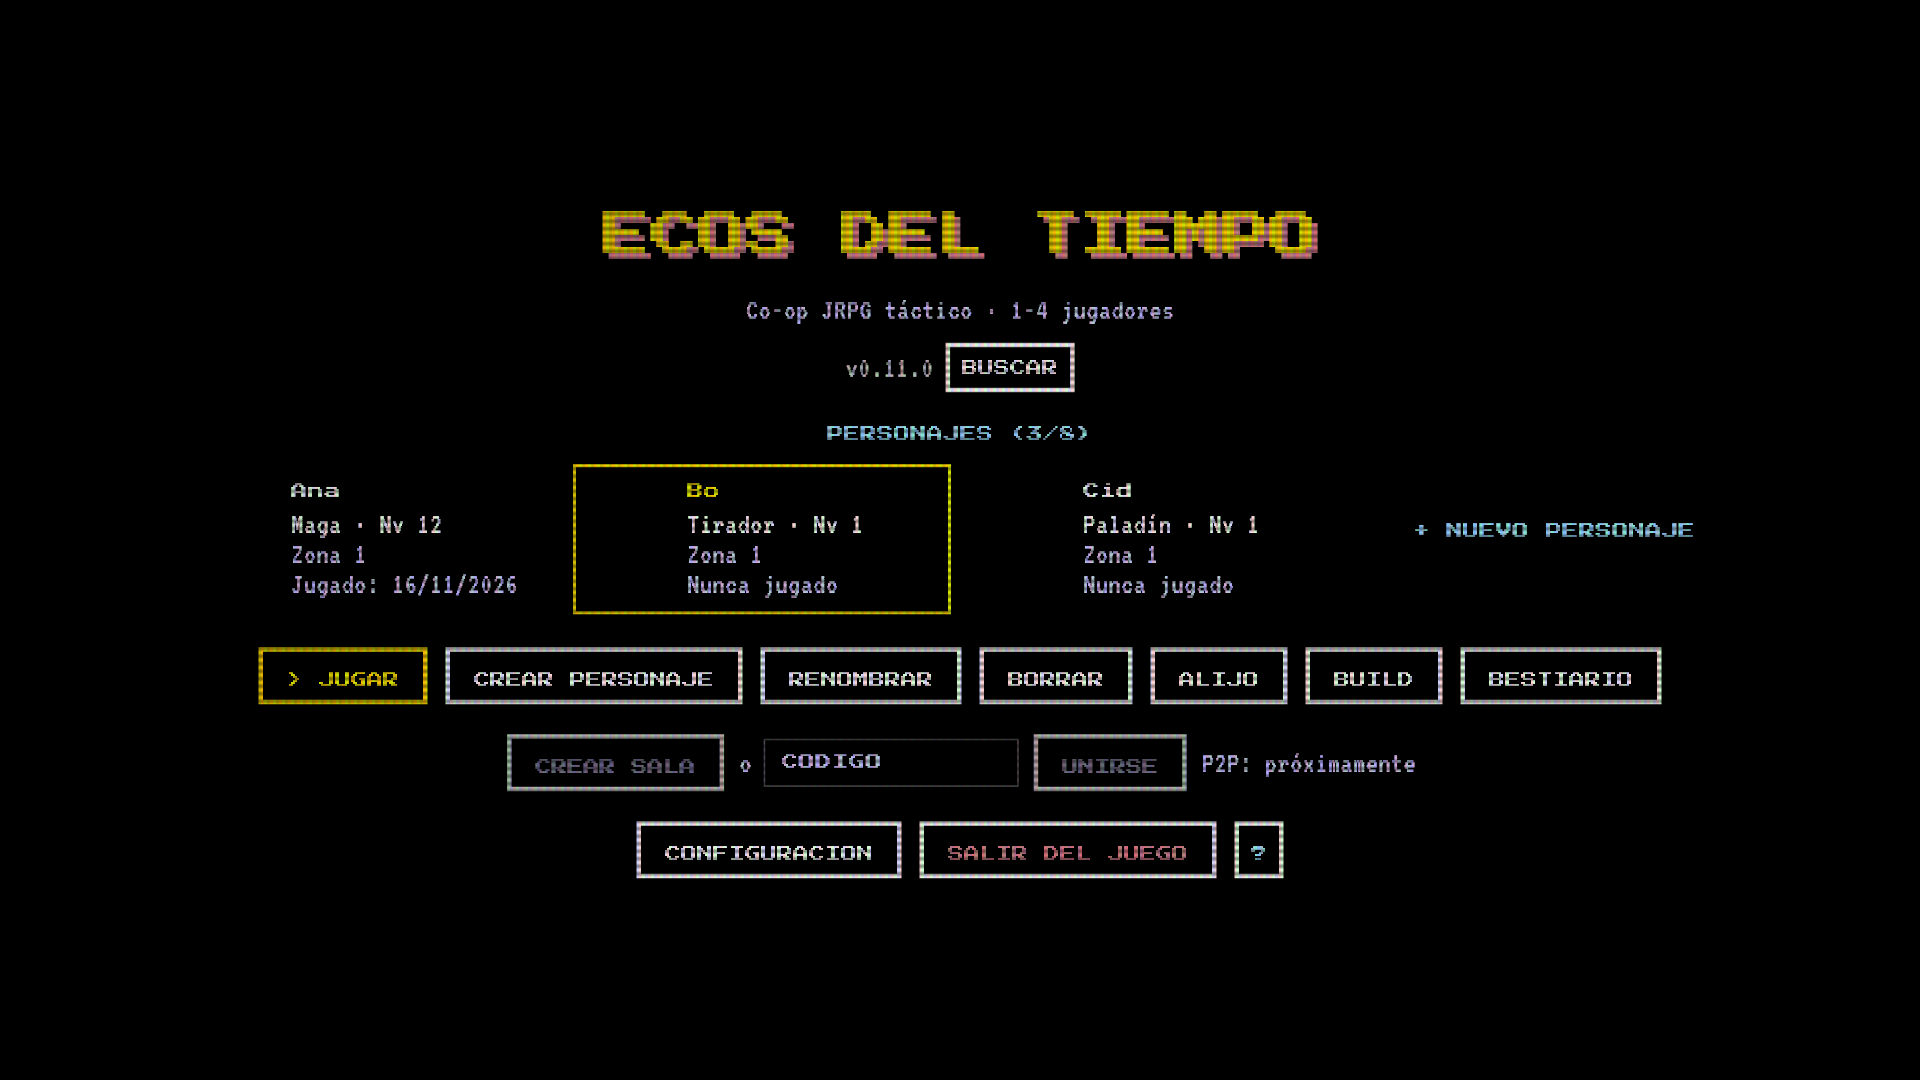 ECOS DEL TIEMPO
Co-op JRPG táctico · 1-4 jugadores
v0.11.0 BUSCAR
PERSONAJES (3/8)
Ana
Maga · Nv 12
Zona 1
Jugado: 16/11/2026
Bo
Tirador · Nv 1
Zona 1
Nunca jugado
Cid
Paladín · Nv 1
Zona 1
Nunca jugado
+ NUEVO PERSONAJE
> JUGAR CREAR PERSONAJE RENOMBRAR BORRAR ALIJO BUILD BESTIARIO
CREAR SALA o CODIGO UNIRSE P2P: próximamente
CONFIGURACION SALIR DEL JUEGO ?